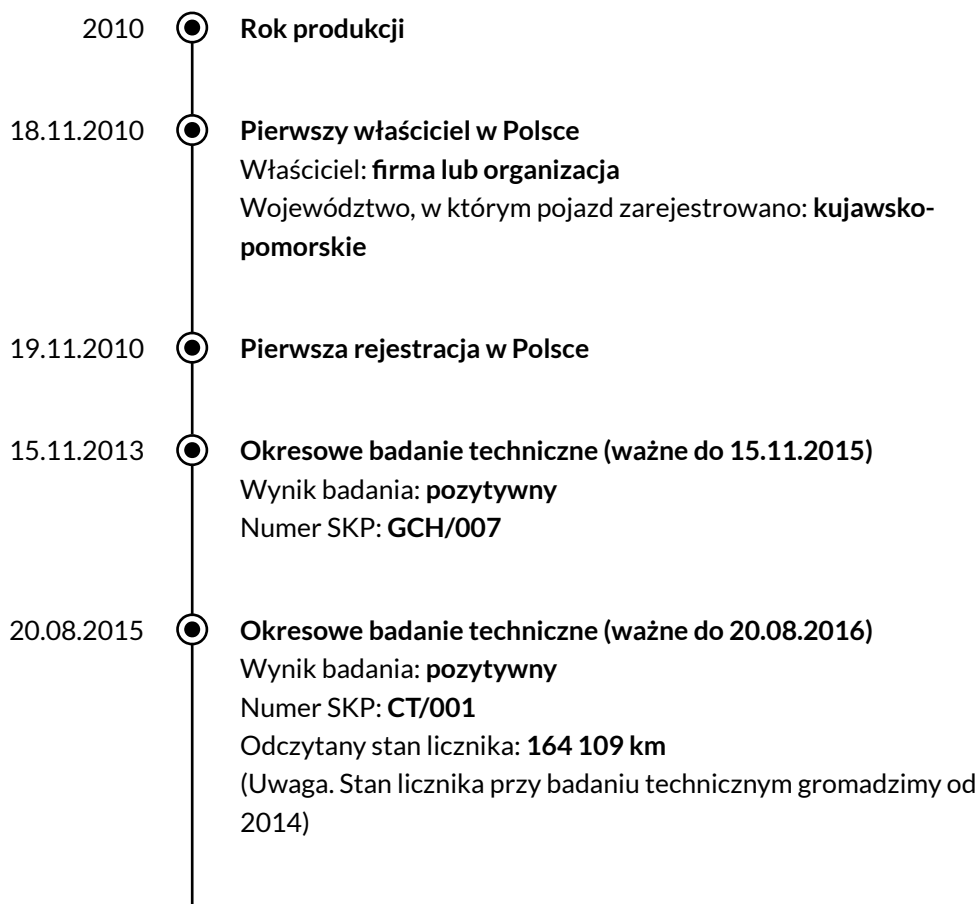 2010
Rok produkcji
18.11.2010
Pierwszy właściciel w Polsce
Właściciel: firma lub organizacja
Województwo, w którym pojazd zarejestrowano: kujawsko-
pomorskie
19.11.2010
Pierwsza rejestracja w Polsce
15.11.2013
Okresowe badanie techniczne (ważne do 15.11.2015)
Wynik badania: pozytywny
Numer SKP: GCH/007
20.08.2015
Okresowe badanie techniczne (ważne do 20.08.2016)
Wynik badania: pozytywny
Numer SKP: CT/001
Odczytany stan licznika: 164 109 km
(Uwaga. Stan licznika przy badaniu technicznym gromadzimy od
2014)